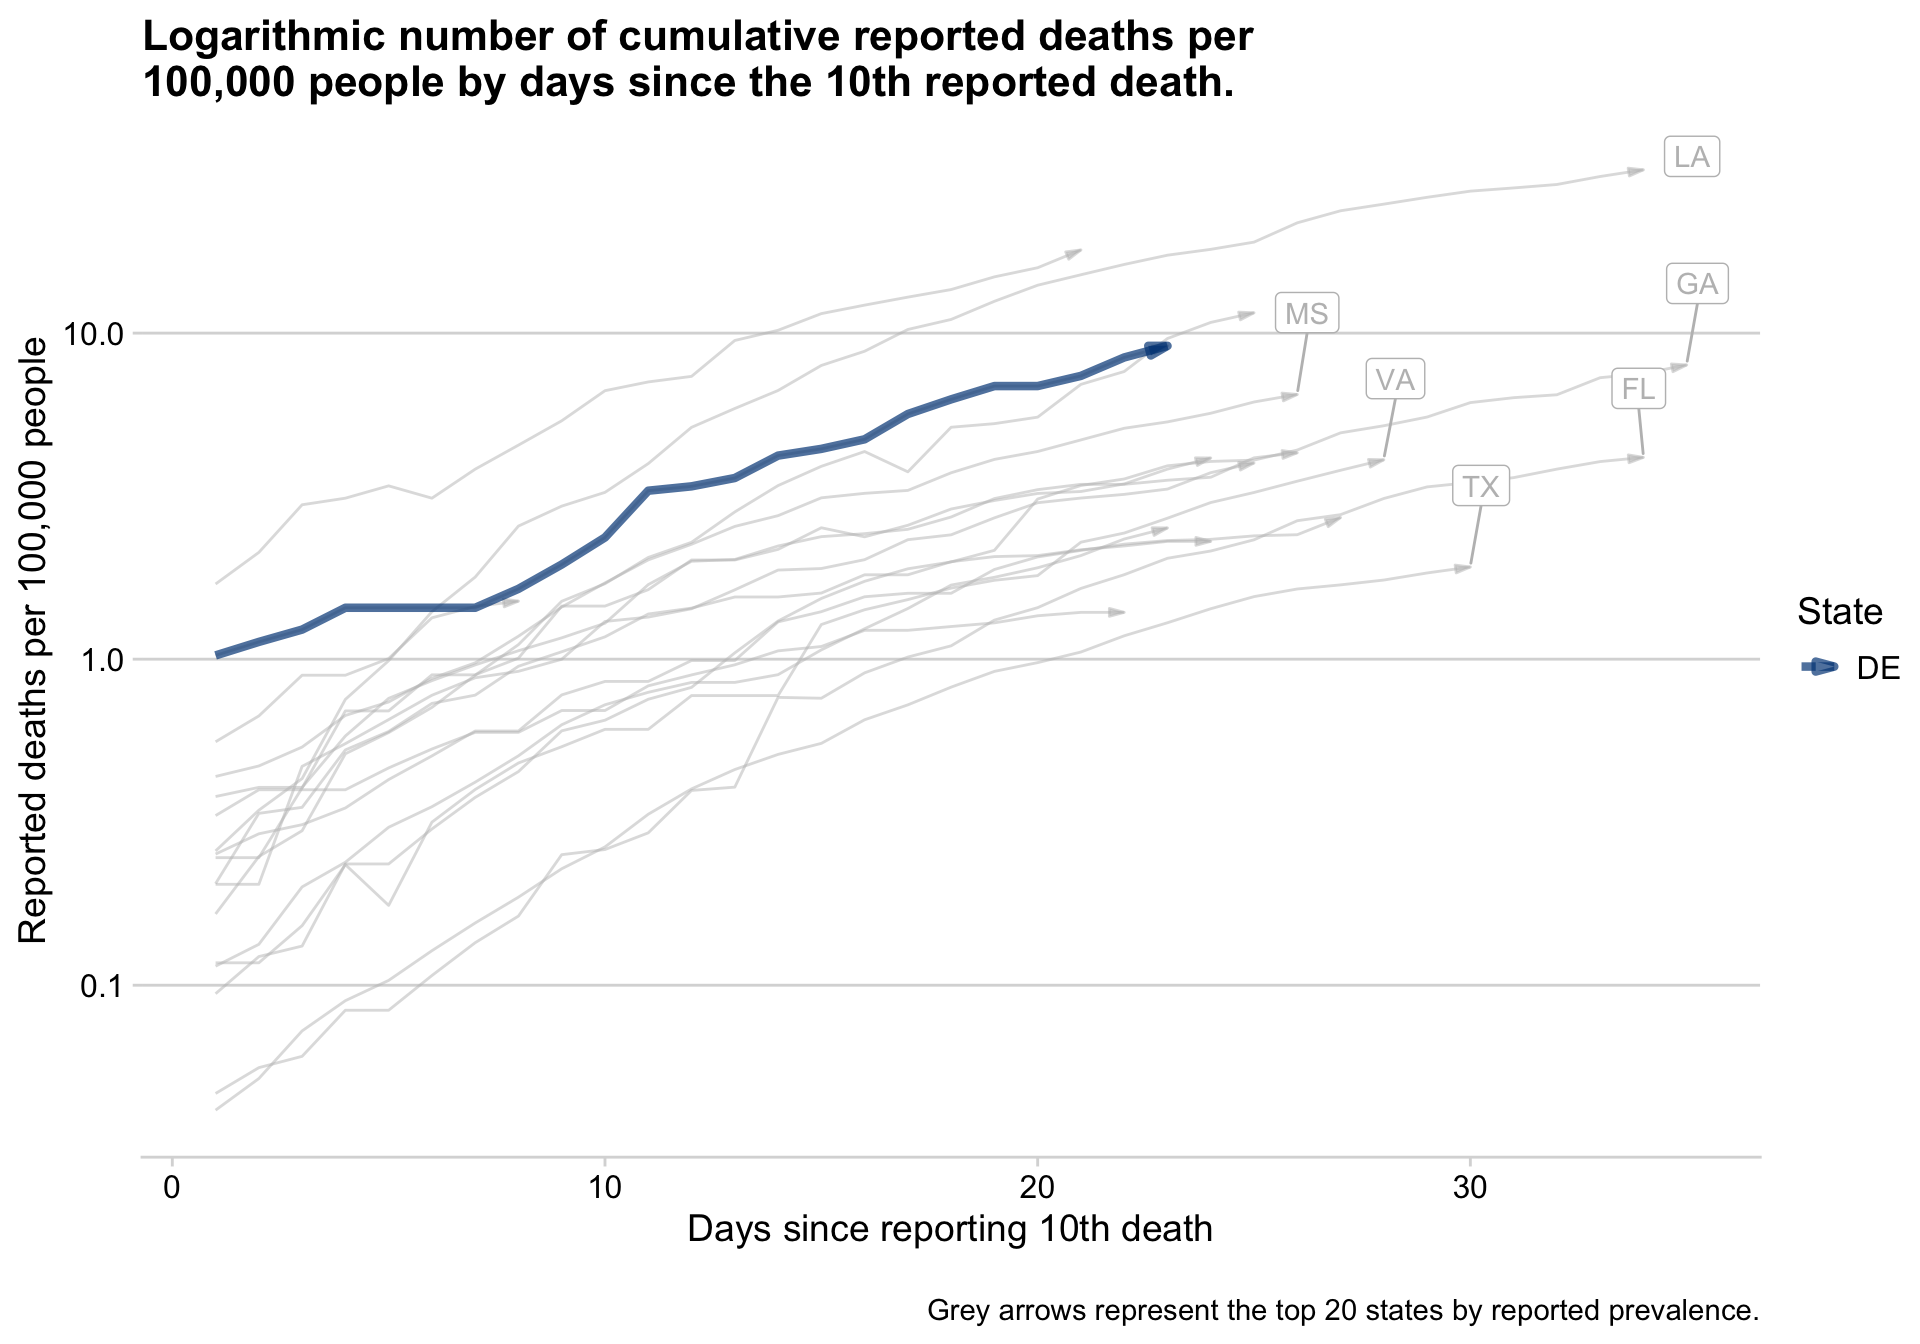 Logarithmic number of cumulative reported deaths per
100,000 people by days since the 10th reported death.
LA
GA
MS
VA
FL
TX
Reported deaths per 100,000 people
10.0
1.0
0.1
0
10
20
30
Days since reporting 10th death
State
DE
Grey arrows represent the top 20 states by reported prevalence.